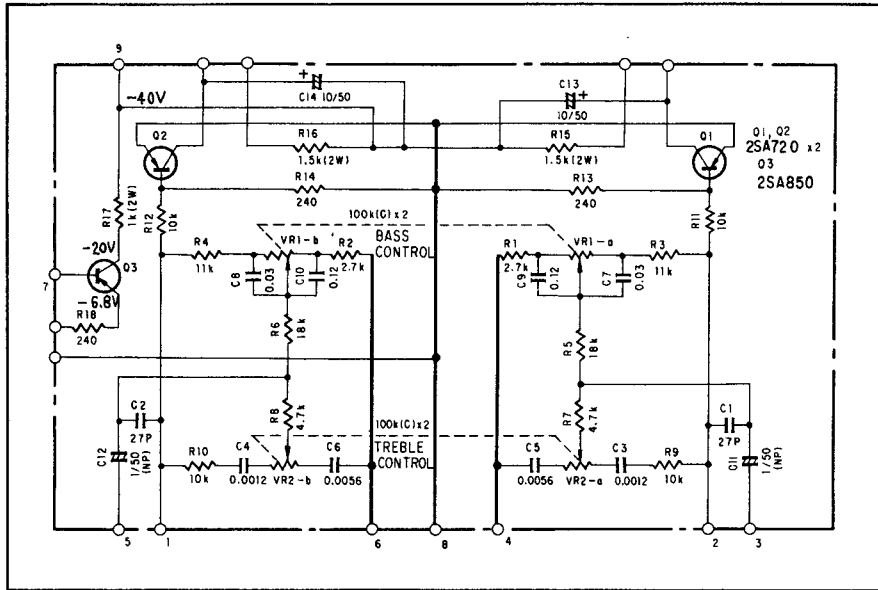 9
C14 10/50
C13
10/50
-40V
Q2
R16
1.5k(2W)
R15
1.5k(2W)
Q1
Q1, Q2
2SA720 x2
Q3
2SA850
R14
240
R13
240
R17
1k(2W)
R12
10k
R11
10k
100k(C)x2
R4
11k
VR1-b
R2
2.7k
BASS
CONTROL
R1
2.7k
VR1-a
R3
11k
C8
0.03
C10
0.12
C9
0.12
C7
0.03
-20V
7
Q3
-6.8V
R18
240
R6
18k
R5
18k
R8
4.7k
R7
4.7k
C2
27P
C1
27P
100k(C)x2
TREBLE
CONTROL
C12
1/50
(NP)
R10
10k
C4
0.0012
VR2-b
C6
0.0056
C5
0.0056
VR2-a
C3
0.0012
R9
10k
C11
1/50
(NP)
5
1
6
8
4
2
3